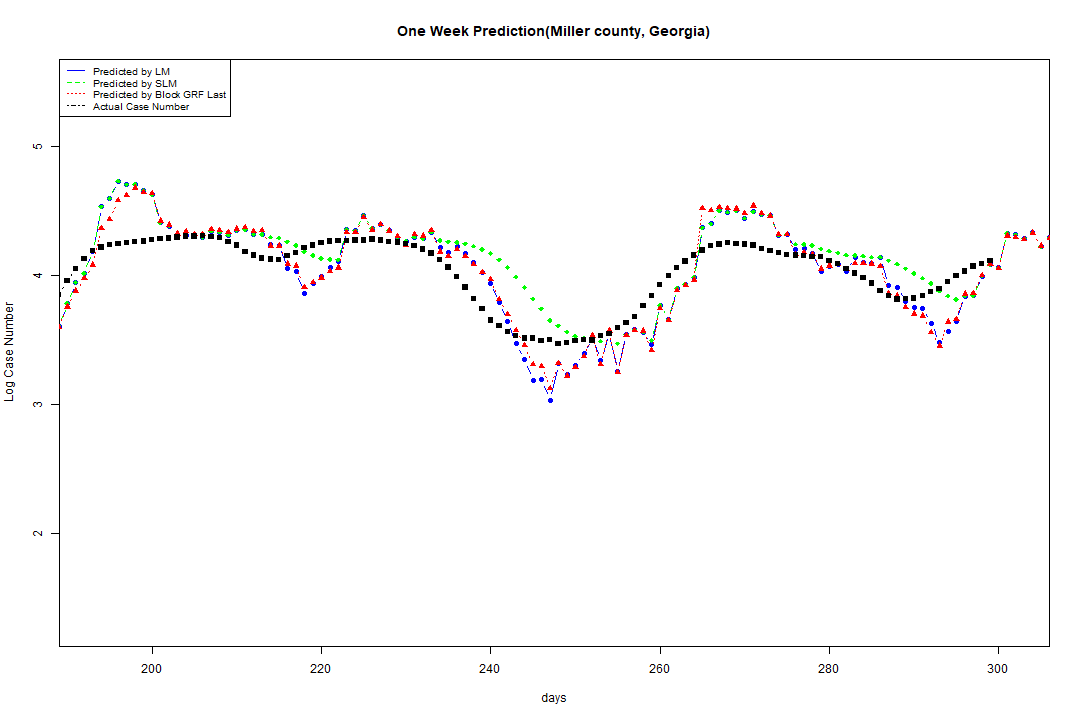 One Week Prediction(Miller county, Georgia)
Predicted by LM
Predicted by SLM
Predicted by Block GRF Last
Actual Case Number
5
4
3
2
Log Case Number
200 220 240 260 280 300
days